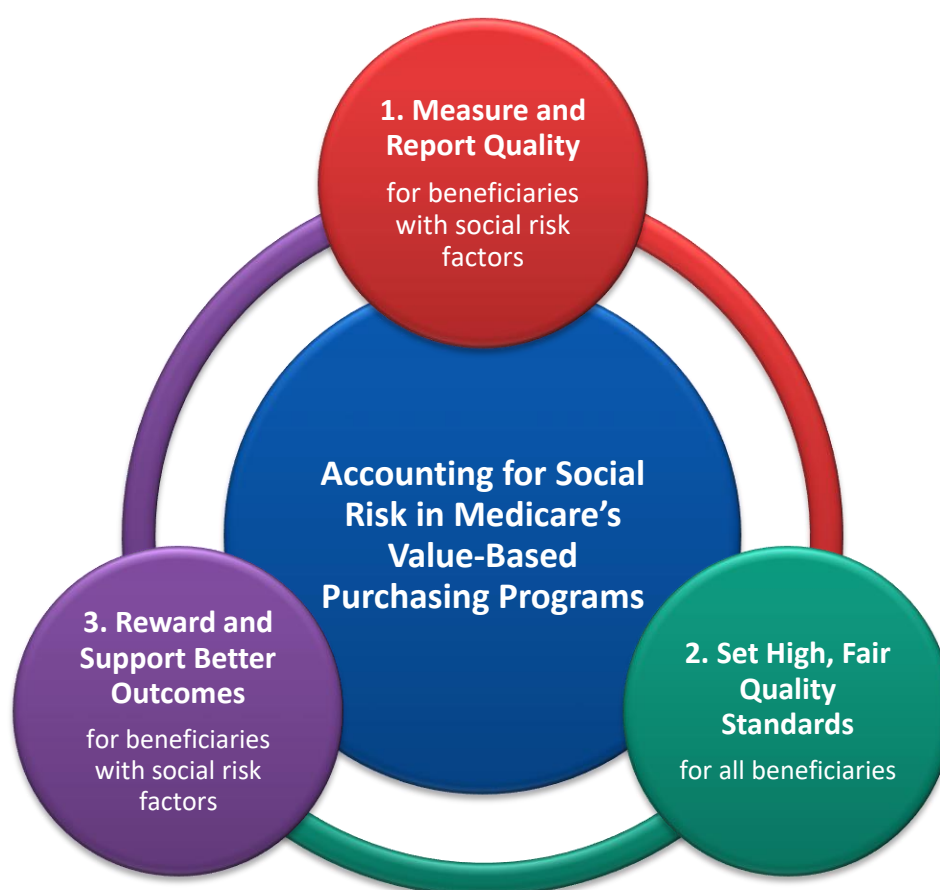 1. Measure and
Report Quality
for beneficiaries
with social risk
factors
Accounting for Social
Risk in Medicare’s
Value-Based
Purchasing Programs
2. Set High, Fair
Quality
Standards
for all beneficiaries
3. Reward and
Support Better
Outcomes
for beneficiaries
with social risk
factors